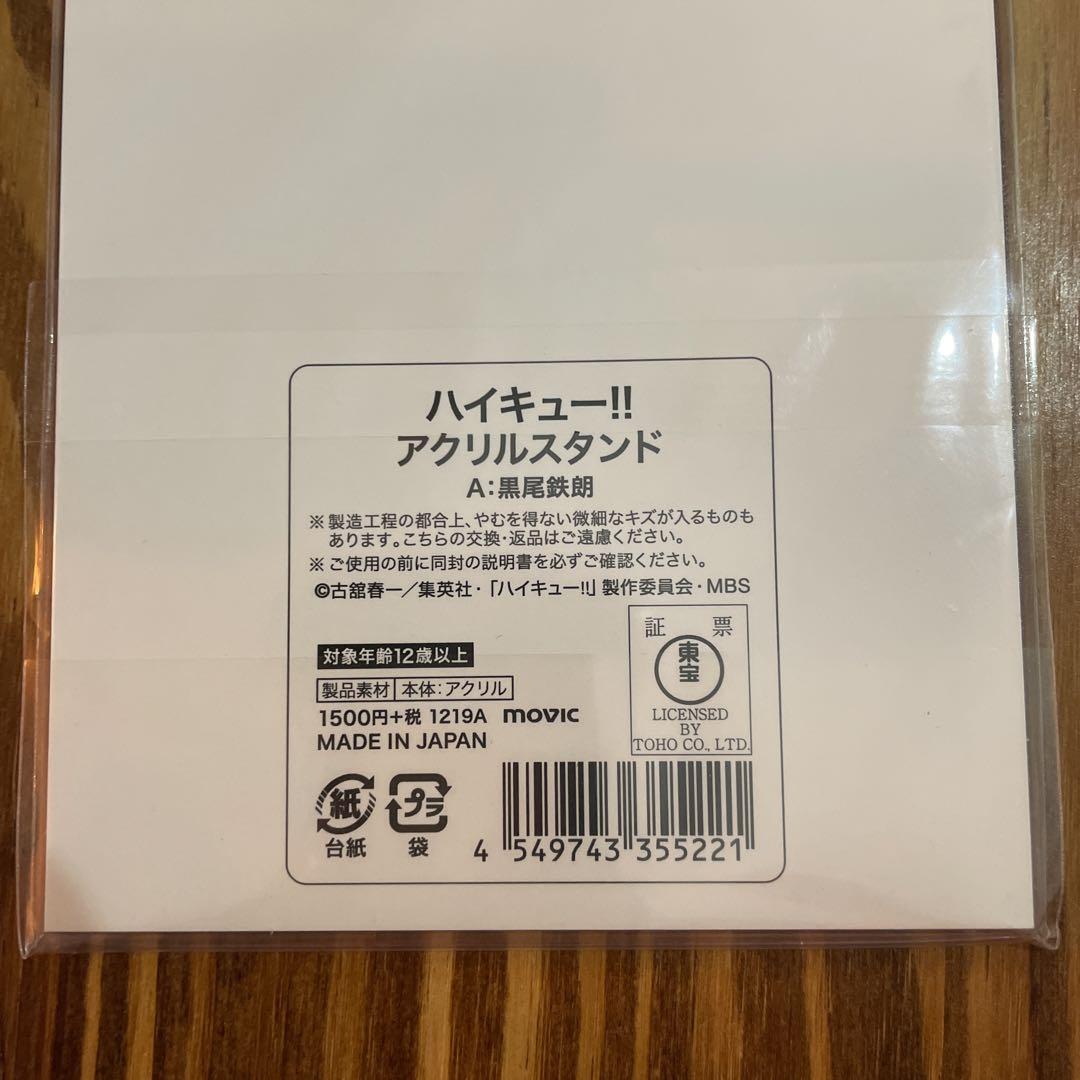 ハイキュー!!
アクリルスタンド
A:黒尾鉄朗
※製造工程の都合上、やむを得ない微細なキズが入るものも
あります。こちらの交換・返品はご遠慮ください。
※ご使用の前に同封の説明書を必ずご確認ください。
©古舘春一／集英社・「ハイキュー!!」製作委員会・MBS
対象年齢12歳以上
製品素材 本体:アクリル
1500円+税 1219A movic
MADE IN JAPAN
証 票
東宝
LICENSED
BY
TOHO CO., LTD.
紙
台紙
プラ
袋
4 549743 355221